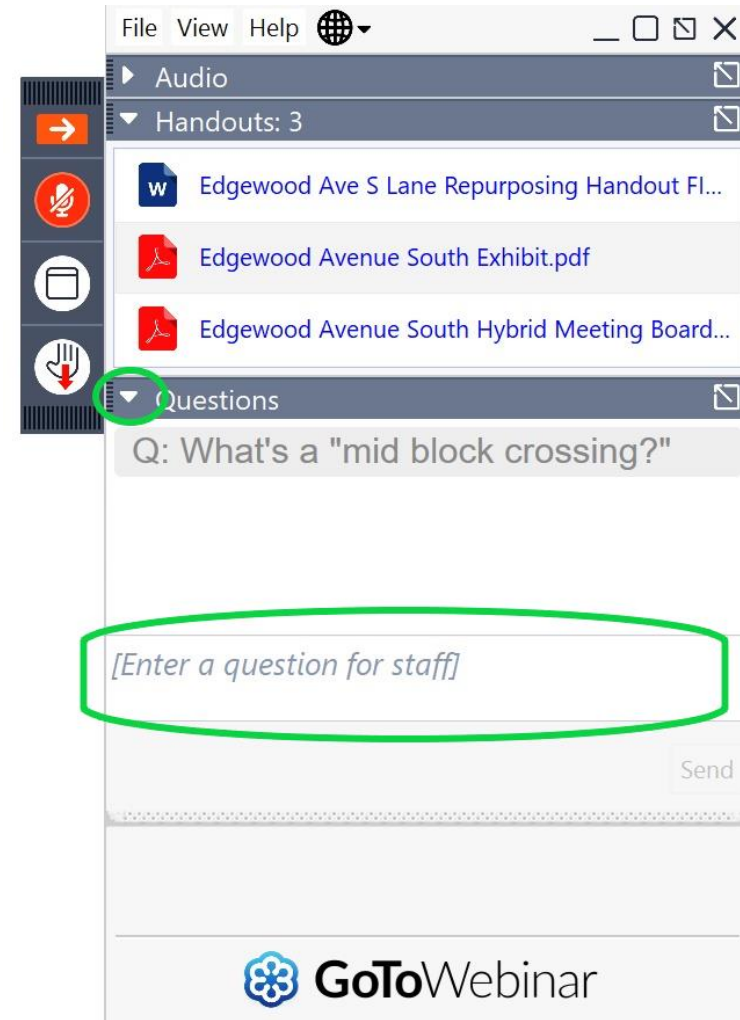 File View Help
Audio
Handouts: 3
W Edgewood Ave S Lane Repurposing Handout FI...
Edgewood Avenue South Exhibit.pdf
Edgewood Avenue South Hybrid Meeting Board...
Questions
Q: What's a "mid block crossing?"
[Enter a question for staff]
Send
GoToWebinar